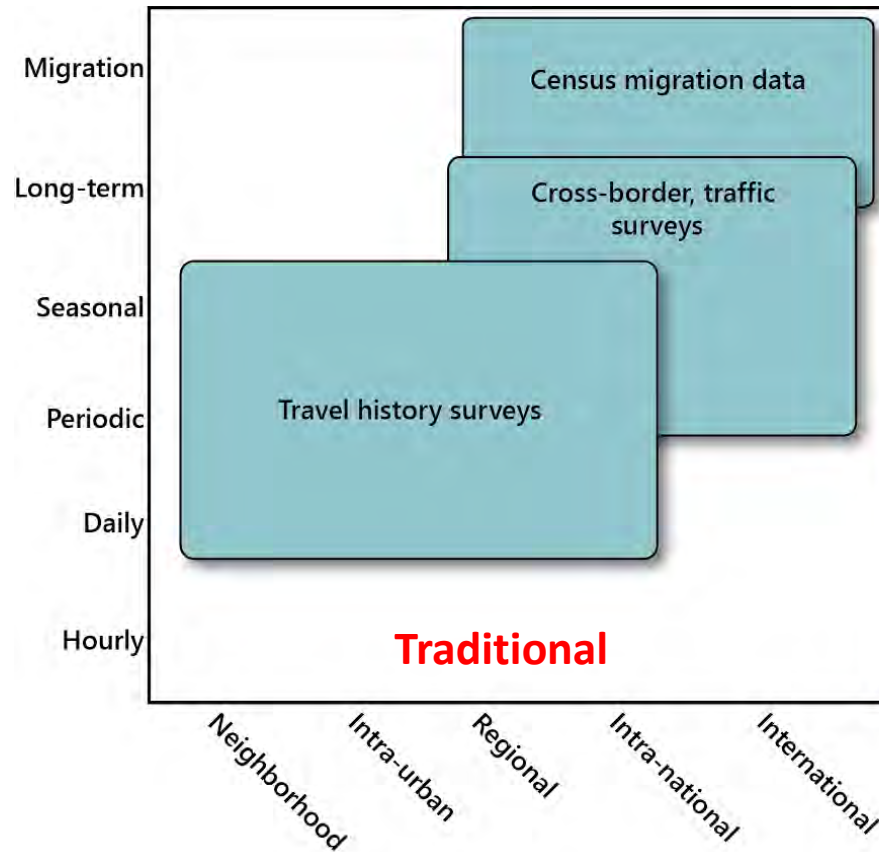 Migration
Long-term
Seasonal
Periodic
Daily
Hourly
Census migration data
Cross-border, traffic
surveys
Travel history surveys
Traditional
Neighborhood
Intra-urban
Regional
Intra-national
International